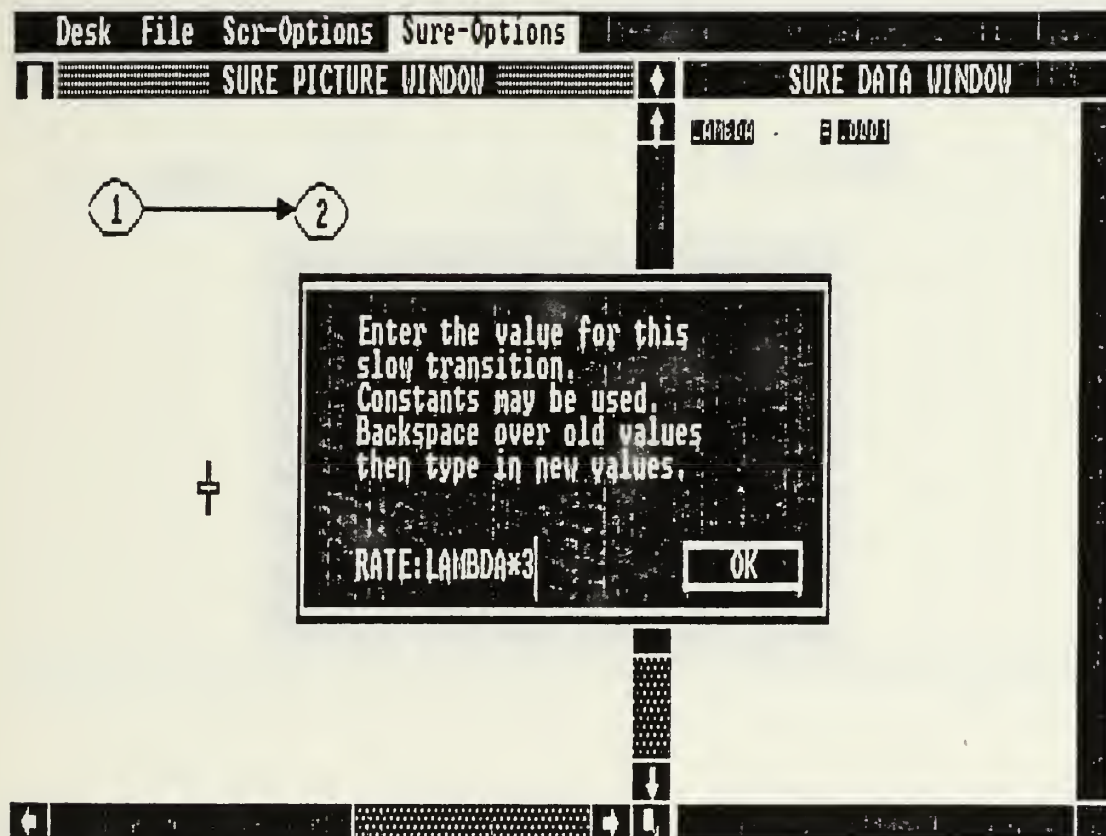 Desk File Scr-Options Sure-Options
SURE PICTURE WINDOW
SURE DATA WINDOW
LAMBDA = .0001
1
2
Enter the value for this
slow transition.
Constants may be used.
Backspace over old values
then type in new values.
RATE:LAMBDA*3
OK